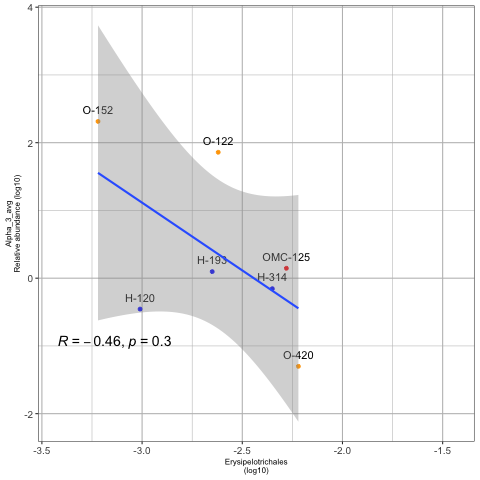 4
2
0
-2
O-152
O-122
H-193
OMC-125
H-314
H-120
O-420
R = −0.46, p = 0.3
Alpha_3_avg
Relative abundance (log10)
-3.5 -3.0 -2.5 -2.0 -1.5
Erysipelotrichales
(log10)